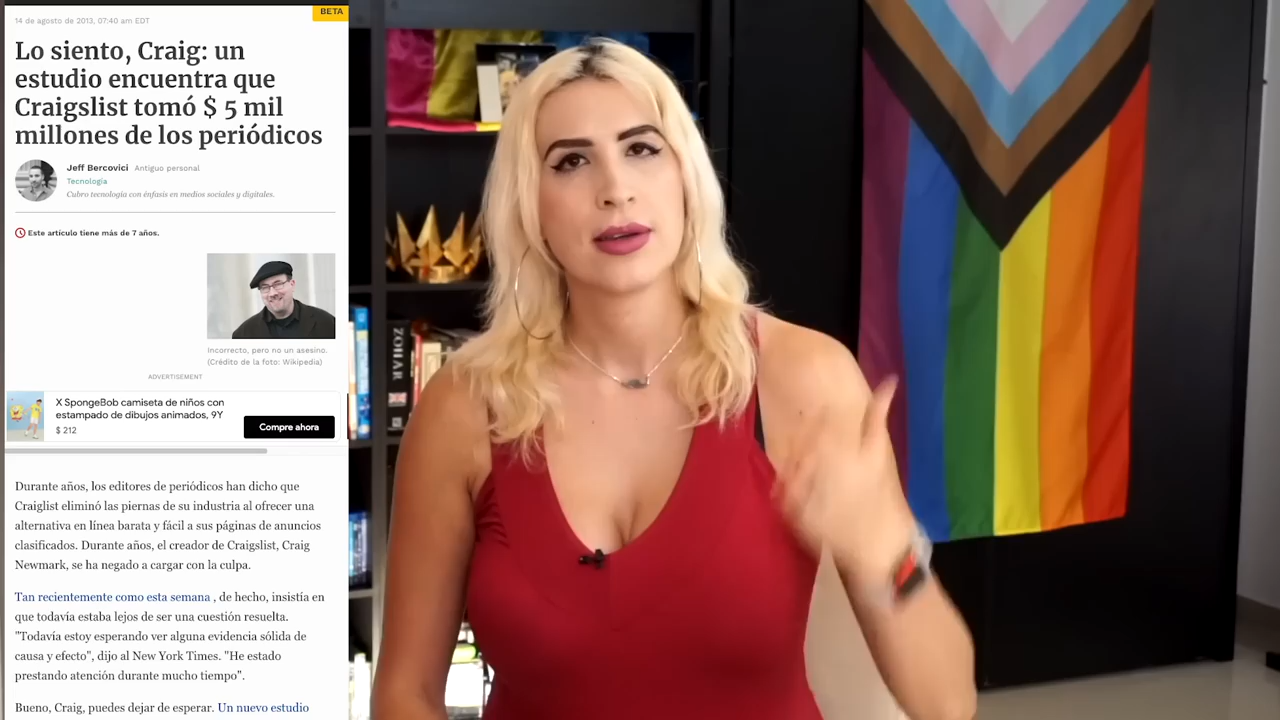 BETA
14 de agosto de 2013, 07:40 am EDT
Lo siento, Craig: un
estudio encuentra que
Craigslist tomó $ 5 mil
millones de los periódicos
Jeff Bercovici Antiguo personal
Tecnología
Cubro tecnología con énfasis en medios sociales y digitales.
Este artículo tiene más de 7 años.
Incorrecto, pero no un asesino.
(Crédito de la foto: Wikipedia)
ADVERTISEMENT
X SpongeBob camiseta de niños con
estampado de dibujos animados, 9Y
$ 212
Compre ahora
Durante años, los editores de periódicos han dicho que
Craiglist eliminó las piernas de su industria al ofrecer una
alternativa en línea barata y fácil a sus páginas de anuncios
clasificados. Durante años, el creador de Craigslist, Craig
Newmark, se ha negado a cargar con la culpa.
Tan recientemente como esta semana , de hecho, insistía en
que todavía estaba lejos de ser una cuestión resuelta.
"Todavía estoy esperando ver alguna evidencia sólida de
causa y efecto", dijo al New York Times. "He estado
prestando atención durante mucho tiempo".
Bueno, Craig, puedes dejar de esperar. Un nuevo estudio
ZOHAR